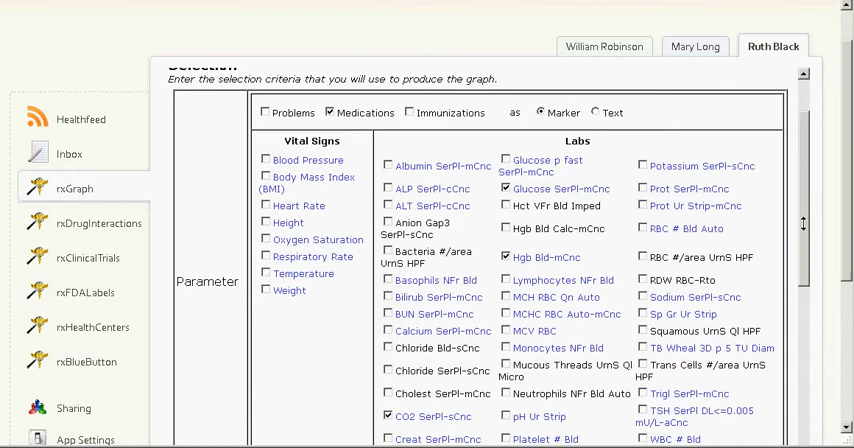 William Robinson
Mary Long
Ruth Black
Selection
Enter the selection criteria that you will use to produce the graph.
Healthfeed
Inbox
rxGraph
rxDrugInteractions
rxClinicalTrials
rxFDALabels
rxHealthCenters
rxBlueButton
Sharing
App Settings
Parameter
Problems Medications Immunizations as Marker Text
Vital Signs
Blood Pressure
Body Mass Index
(BMI)
Heart Rate
Height
Oxygen Saturation
Respiratory Rate
Temperature
Weight
Labs
Albumin SerPl-mCnc
ALP SerPl-cCnc
ALT SerPl-cCnc
Anion Gap3
SerPl-sCnc
Bacteria #/area
UrnS HPF
Basophils NFr Bld
Bilirub SerPl-mCnc
BUN SerPl-mCnc
Calcium SerPl-mCnc
Chloride Bld-sCnc
Chloride SerPl-sCnc
Cholest SerPl-mCnc
CO2 SerPl-sCnc
Creat SerPl-mCnc
Glucose p fast
SerPl-mCnc
Glucose SerPl-mCnc
Hct VFr Bld Imped
Hgb Bld Calc-mCnc
Hgb Bld-mCnc
Lymphocytes NFr Bld
MCH RBC Qn Auto
MCHC RBC Auto-mCnc
MCV RBC
Monocytes NFr Bld
Mucous Threads UrnS Ql
Micro
Neutrophils NFr Bld Auto
pH Ur Strip
Platelet # Bld
Potassium SerPl-sCnc
Prot SerPl-mCnc
Prot Ur Strip-mCnc
RBC # Bld Auto
RBC #/area UrnS HPF
RDW RBC-Rto
Sodium SerPl-sCnc
Sp Gr Ur Strip
Squamous UrnS Ql HPF
TB Wheal 3D p 5 TU Diam
Trans Cells #/area UrnS
HPF
Trigl SerPl-mCnc
TSH SerPl DL<=0.005
mU/L-aCnc
WBC # Bld